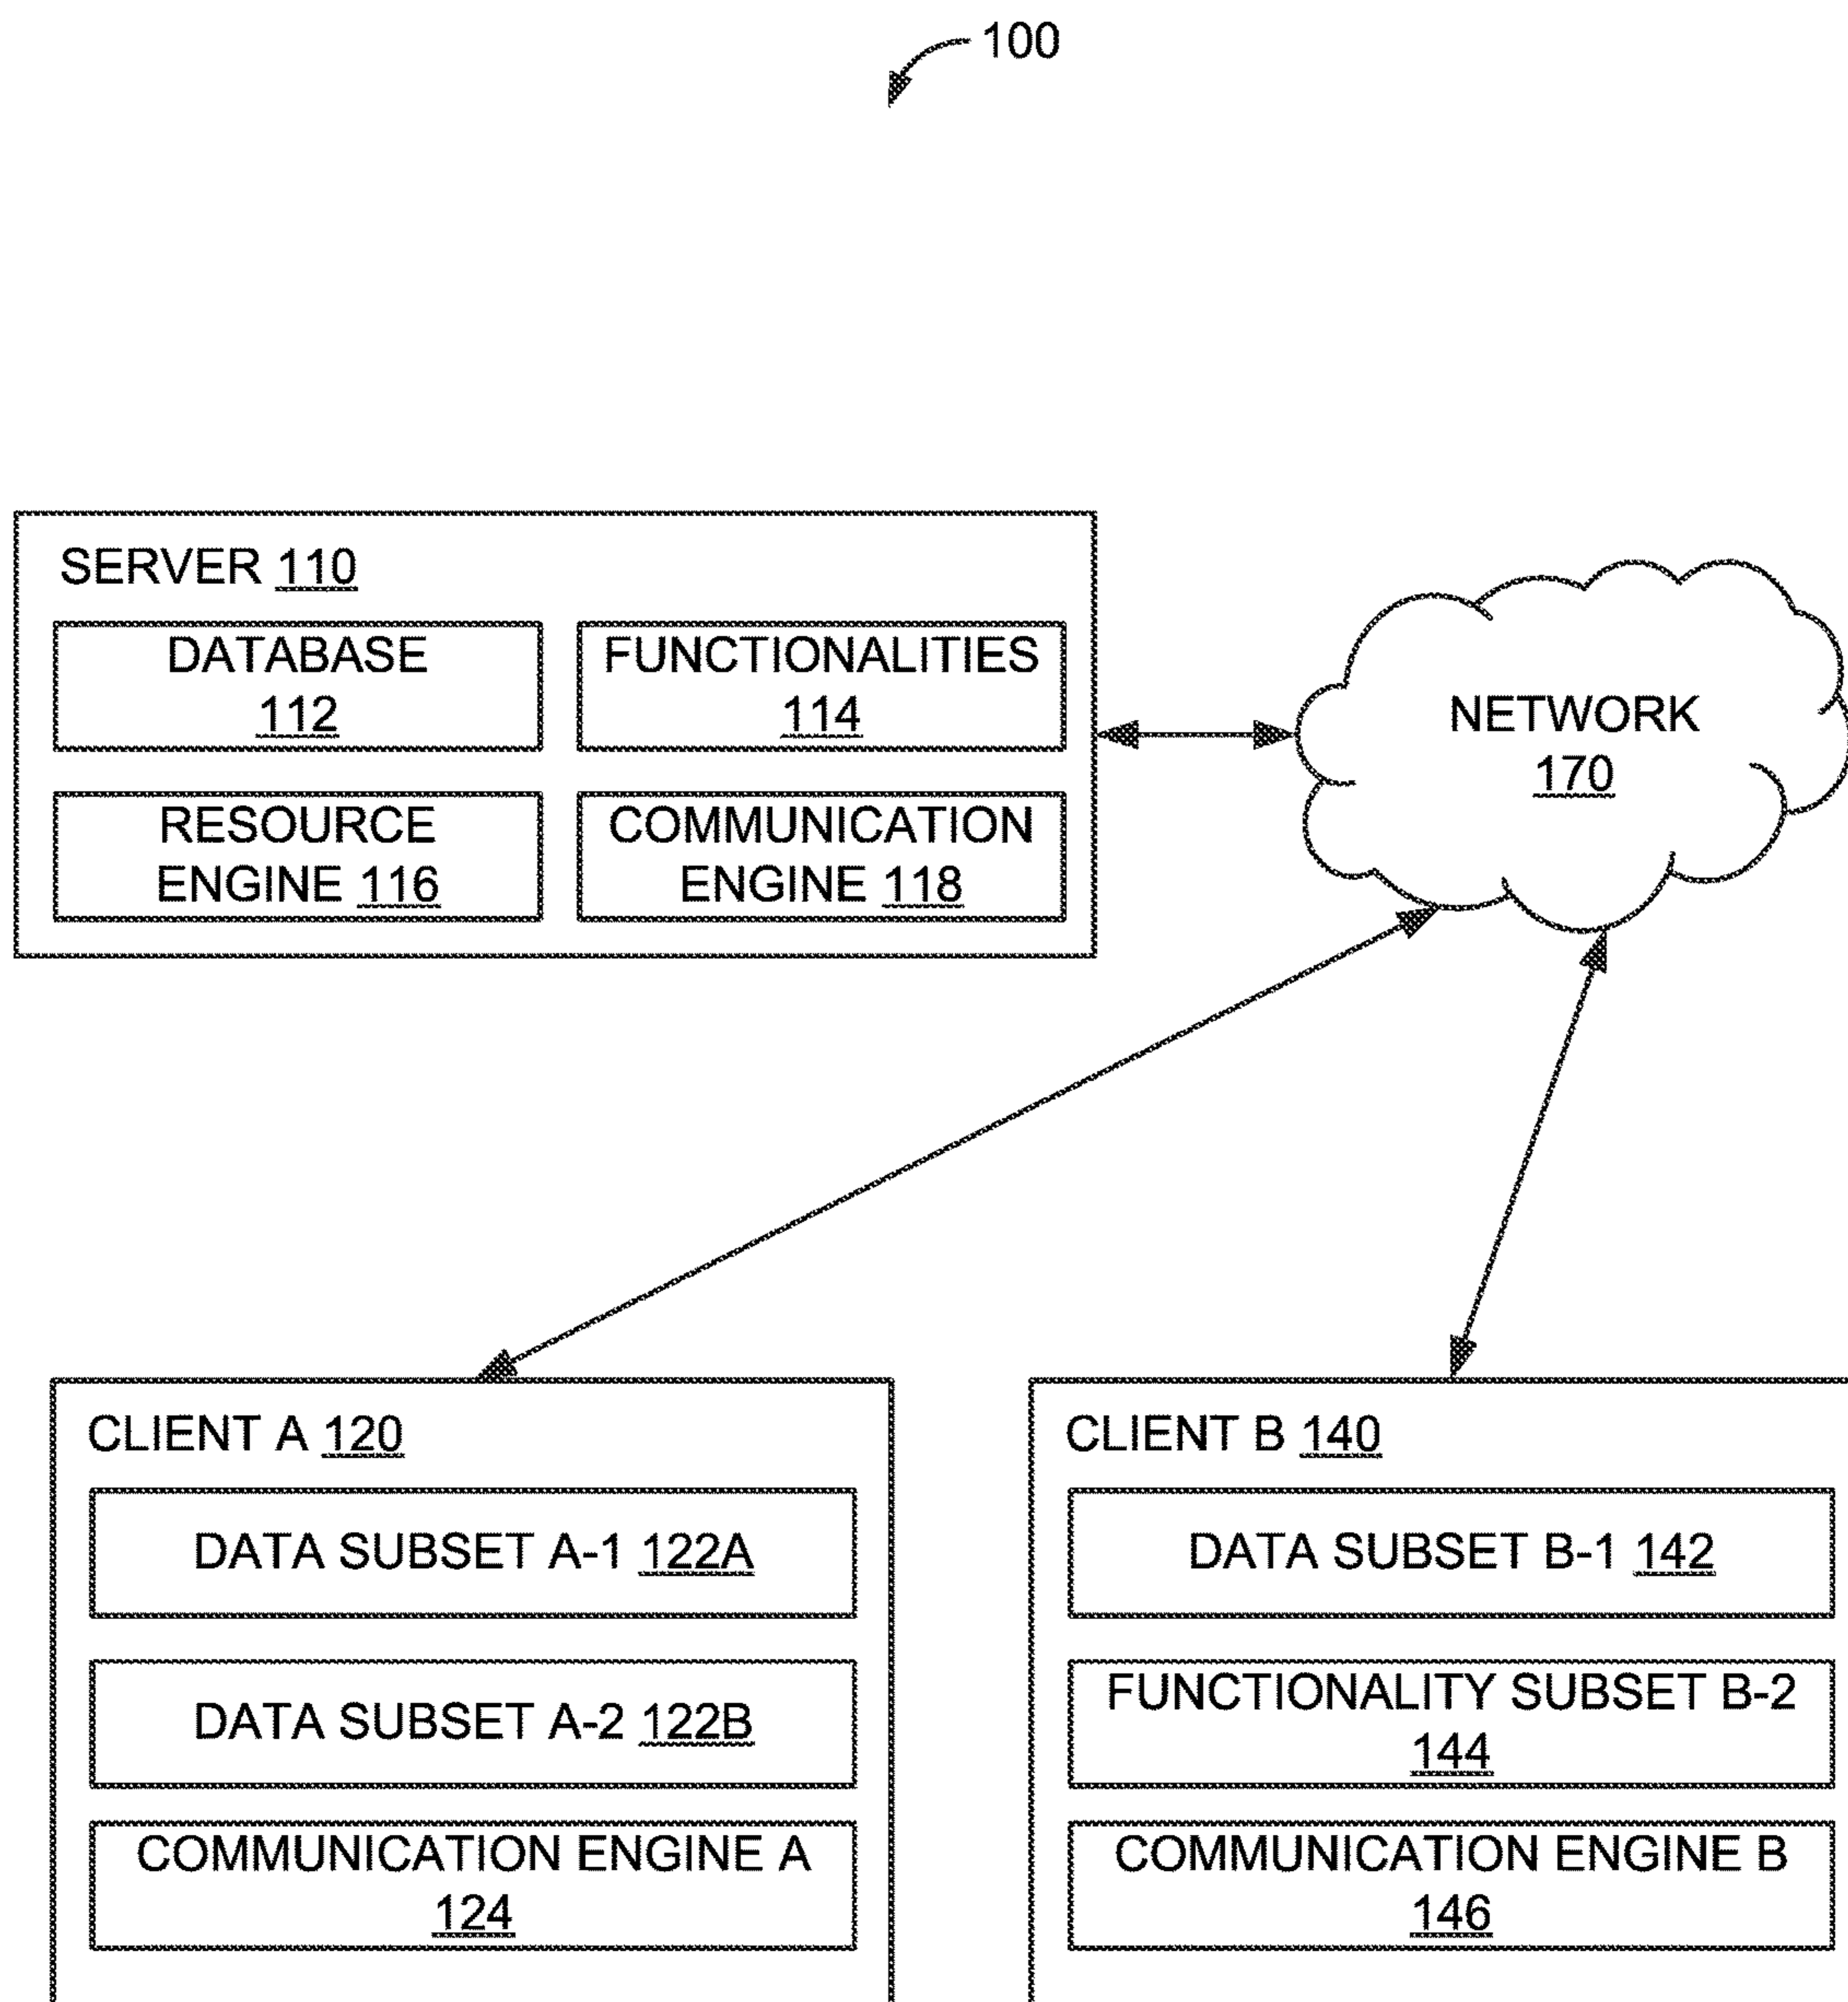 100
SERVER 110
DATABASE
112
FUNCTIONALITIES
114
RESOURCE
ENGINE 116
COMMUNICATION
ENGINE 118
NETWORK
170
CLIENT A 120
DATA SUBSET A-1 122A
DATA SUBSET A-2 122B
COMMUNICATION ENGINE A
124
CLIENT B 140
DATA SUBSET B-1 142
FUNCTIONALITY SUBSET B-2
144
COMMUNICATION ENGINE B
146